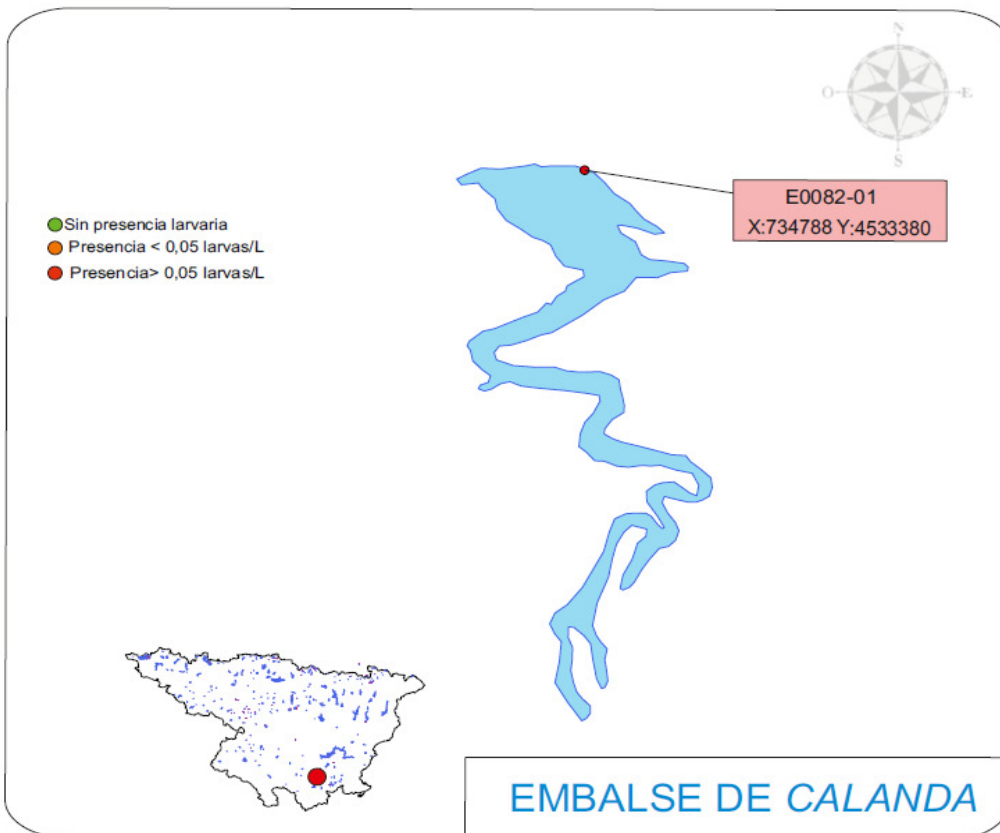 N
O
E
S
E0082-01
X:734788 Y:4533380
Sin presencia larvaria
Presencia < 0,05 larvas/L
Presencia> 0,05 larvas/L
EMBALSE DE CALANDA